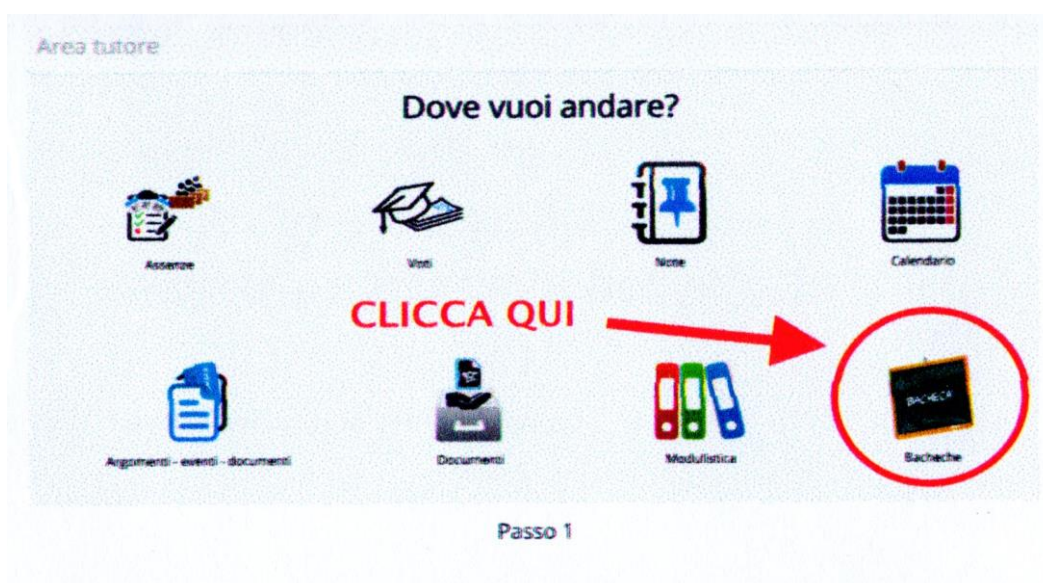 Area tutore
Dove vuoi andare?
Assenze
Voti
Note
Calendario
CLICCA QUI
BACHECA
Argomenti - eventi - documenti
Documenti
Modulistica
Bacheche
Passo 1